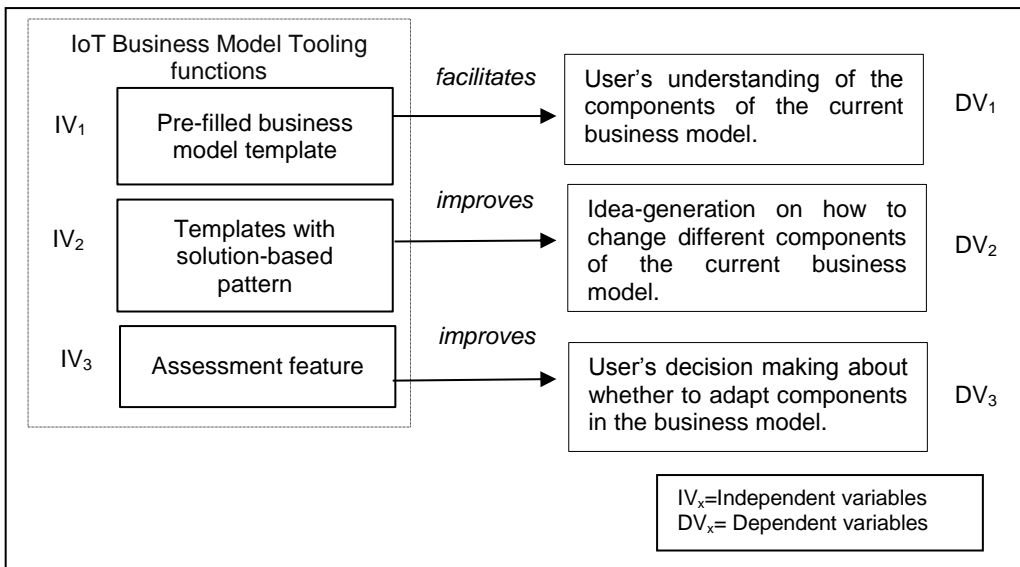 IoT Business Model Tooling
functions
IV₁
Pre-filled business
model template
facilitates
User's understanding of the
components of the current
business model.
DV₁
IV₂
Templates with
solution-based
pattern
improves
Idea-generation on how to
change different components
of the current business
model.
DV₂
IV₃
Assessment feature
improves
User's decision making about
whether to adapt components
in the business model.
DV₃
IVₓ=Independent variables
DVₓ= Dependent variables